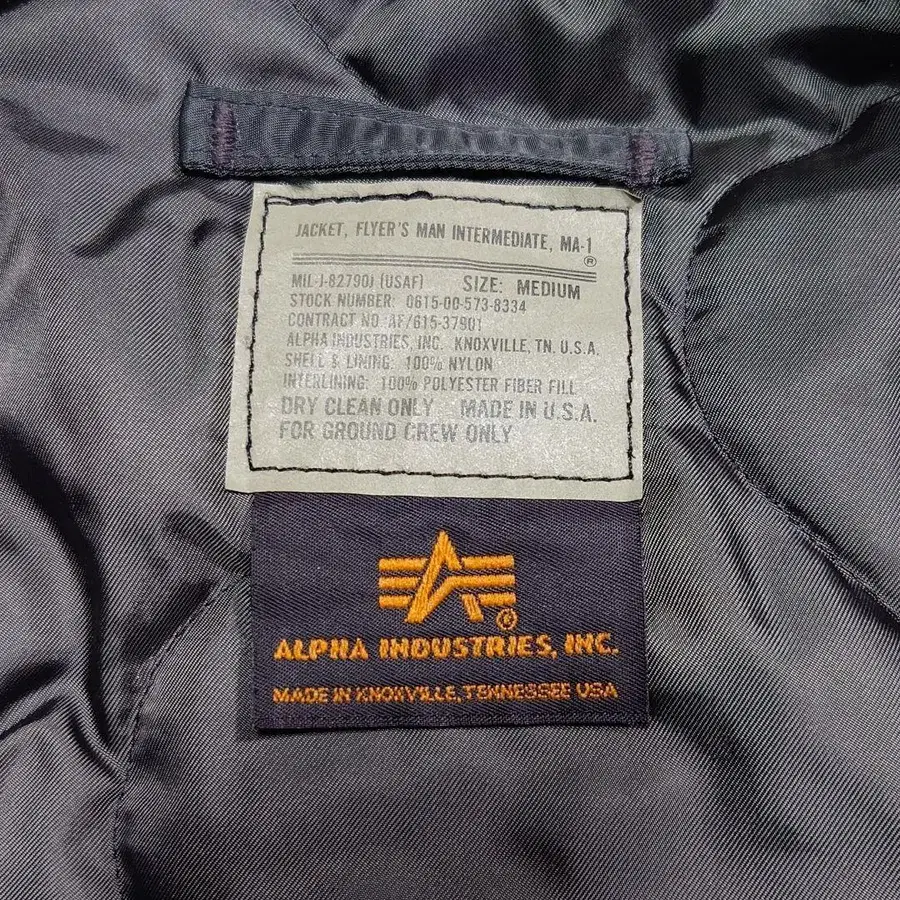 JACKET, FLYER'S MAN INTERMEDIATE, MA-1
®
MIL-J-82790J (USAF) SIZE: MEDIUM
STOCK NUMBER: 0615-00-573-8334
CONTRACT NO. AF/615-37901
ALPHA INDUSTRIES, INC. KNOXVILLE, TN. U.S.A.
SHELL & LINING: 100% NYLON
INTERLINING: 100% POLYESTER FIBER FILL
DRY CLEAN ONLY MADE IN U.S.A.
FOR GROUND CREW ONLY
®
ALPHA INDUSTRIES, INC.
MADE IN KNOXVILLE, TENNESSEE USA